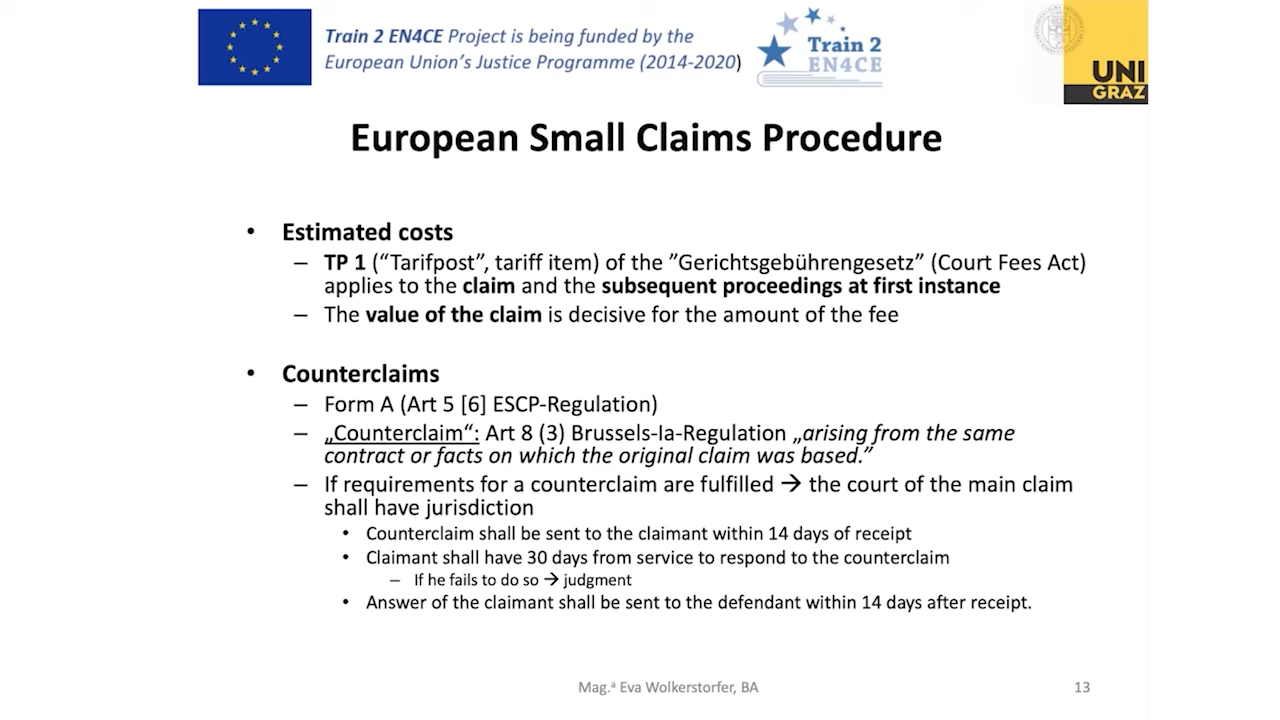 Train 2 EN4CE Project is being funded by the
European Union's Justice Programme (2014-2020)
Train 2
EN4CE
UNI
GRAZ
European Small Claims Procedure
• Estimated costs
– TP 1 (“Tarifpost”, tariff item) of the ”Gerichtsgebührengesetz” (Court Fees Act)
applies to the claim and the subsequent proceedings at first instance
– The value of the claim is decisive for the amount of the fee
• Counterclaims
– Form A (Art 5 [6] ESCP-Regulation)
– „Counterclaim“: Art 8 (3) Brussels-Ia-Regulation „arising from the same
contract or facts on which the original claim was based.”
– If requirements for a counterclaim are fulfilled → the court of the main claim
shall have jurisdiction
• Counterclaim shall be sent to the claimant within 14 days of receipt
• Claimant shall have 30 days from service to respond to the counterclaim
– If he fails to do so → judgment
• Answer of the claimant shall be sent to the defendant within 14 days after receipt.
Mag.ª Eva Wolkerstorfer, BA
13